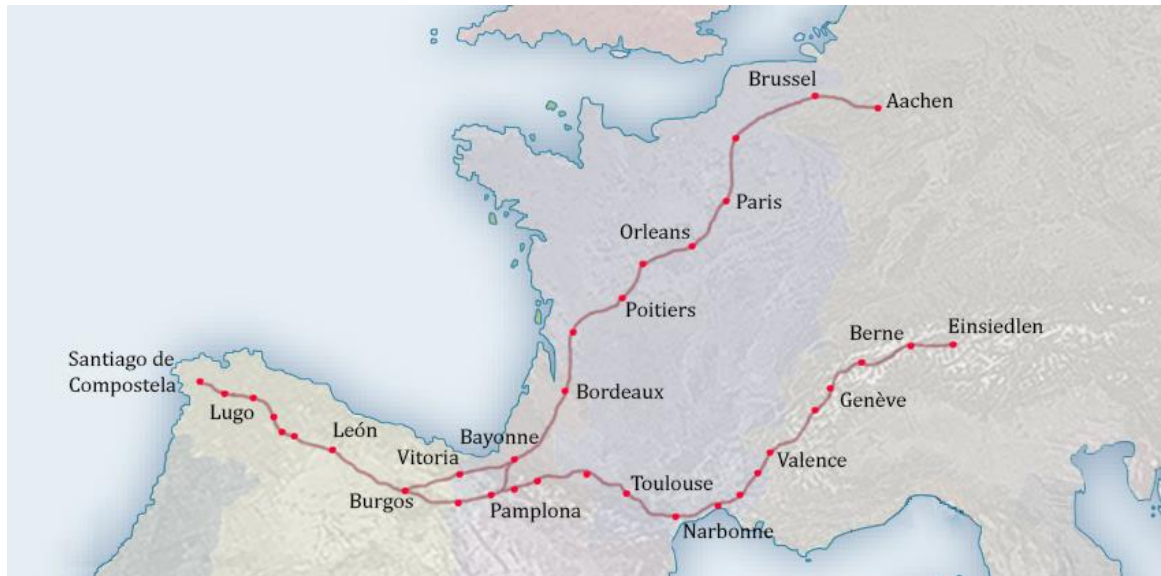 Brussel
Aachen
Paris
Orleans
Poitiers
Einsiedlen
Berne
Santiago de
Compostela
Bordeaux
Genève
Lugo
León
Bayonne
Vitoria
Valence
Toulouse
Burgos
Pamplona
Narbonne